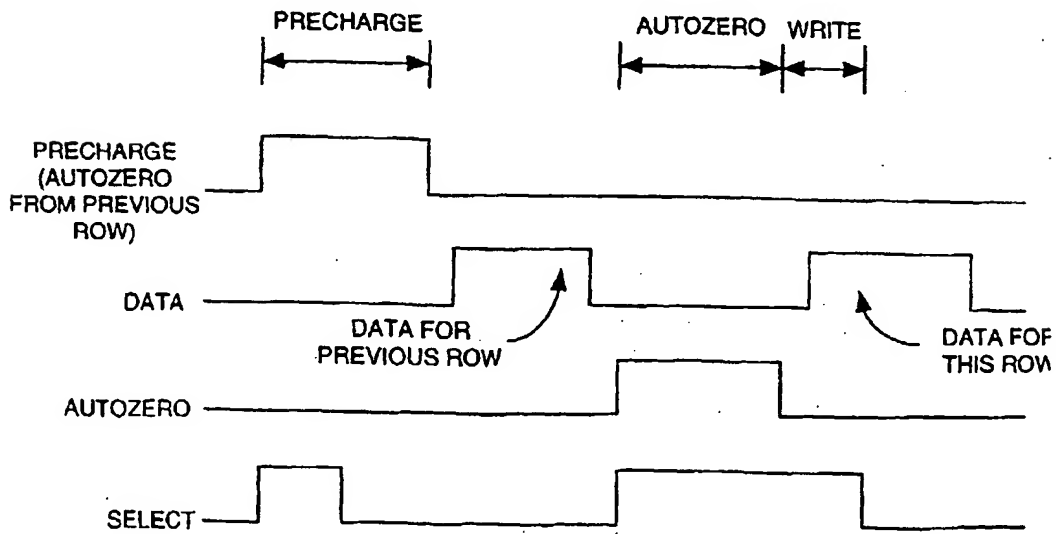 PRECHARGE
AUTOZERO
WRITE
PRECHARGE
(AUTOZERO
FROM PREVIOUS
ROW)
DATA
DATA FOR
PREVIOUS ROW
DATA FOR
THIS ROW
AUTOZERO
SELECT